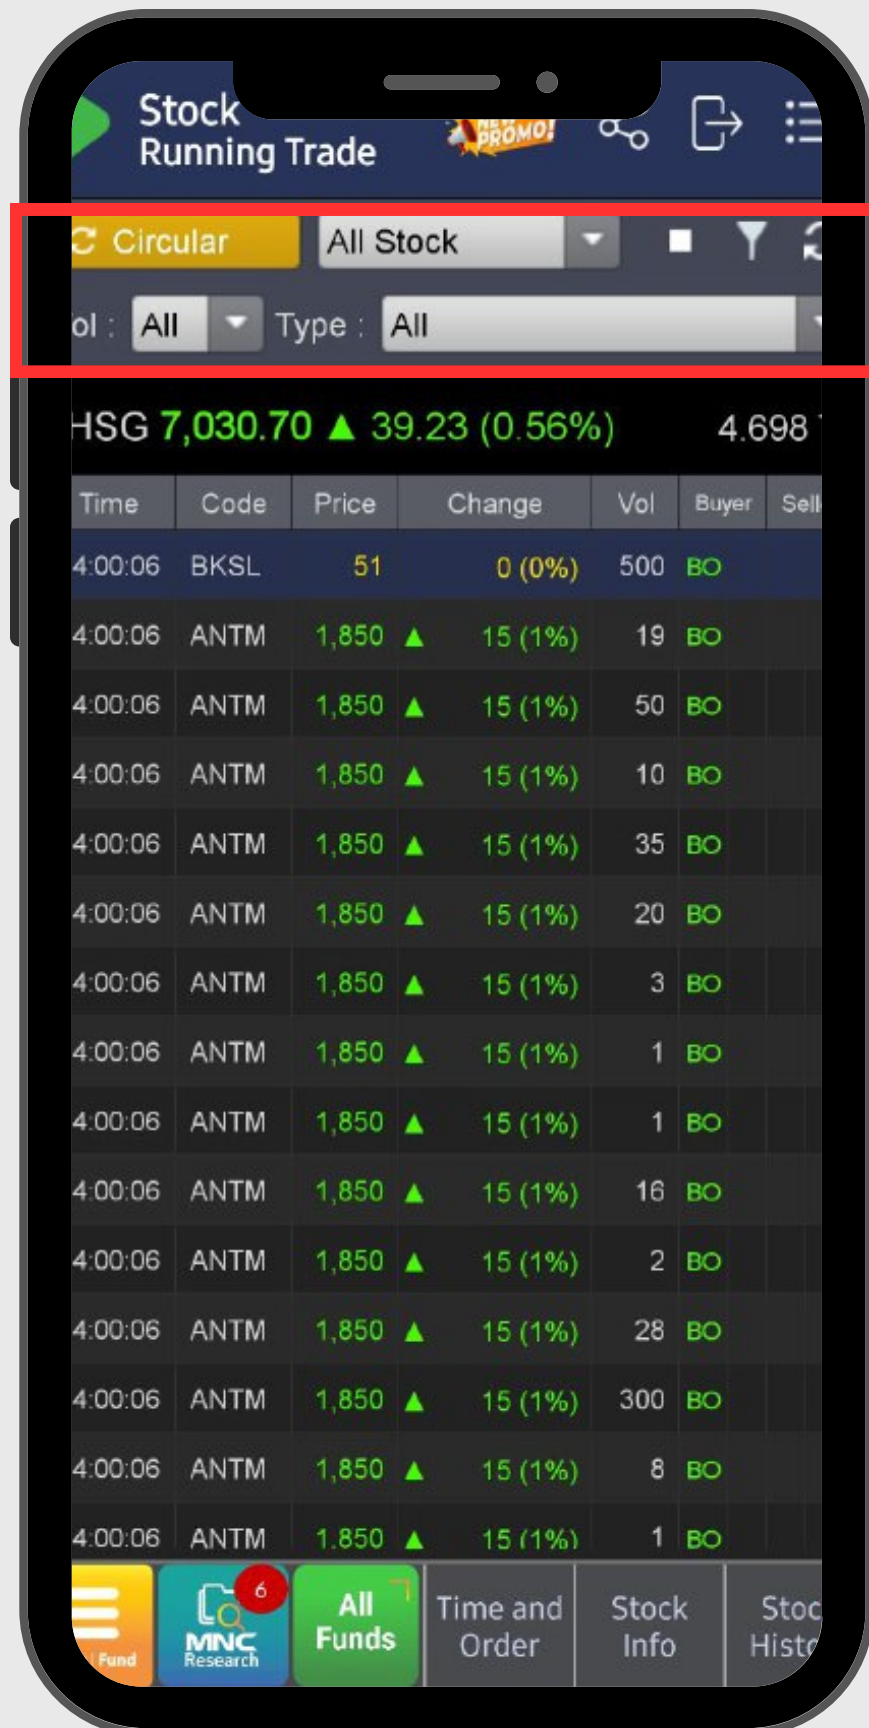 Stock
Running Trade
NEW PROMO!
Circular All Stock
ol : All Type : All
HSG 7,030.70 ▲ 39.23 (0.56%) 4.698
Time Code Price Change Vol Buyer Sell
4:00:06 BKSL 51 0 (0%) 500 BO
4:00:06 ANTM 1,850 ▲ 15 (1%) 19 BO
4:00:06 ANTM 1,850 ▲ 15 (1%) 50 BO
4:00:06 ANTM 1,850 ▲ 15 (1%) 10 BO
4:00:06 ANTM 1,850 ▲ 15 (1%) 35 BO
4:00:06 ANTM 1,850 ▲ 15 (1%) 20 BO
4:00:06 ANTM 1,850 ▲ 15 (1%) 3 BO
4:00:06 ANTM 1,850 ▲ 15 (1%) 1 BO
4:00:06 ANTM 1,850 ▲ 15 (1%) 1 BO
4:00:06 ANTM 1,850 ▲ 15 (1%) 16 BO
4:00:06 ANTM 1,850 ▲ 15 (1%) 2 BO
4:00:06 ANTM 1,850 ▲ 15 (1%) 28 BO
4:00:06 ANTM 1,850 ▲ 15 (1%) 300 BO
4:00:06 ANTM 1,850 ▲ 15 (1%) 8 BO
4:00:06 ANTM 1.850 ▲ 15 (1%) 1 BO
Fund
6
MNC
Research
All
Funds
Time and
Order
Stock
Info
Stoc
Histo